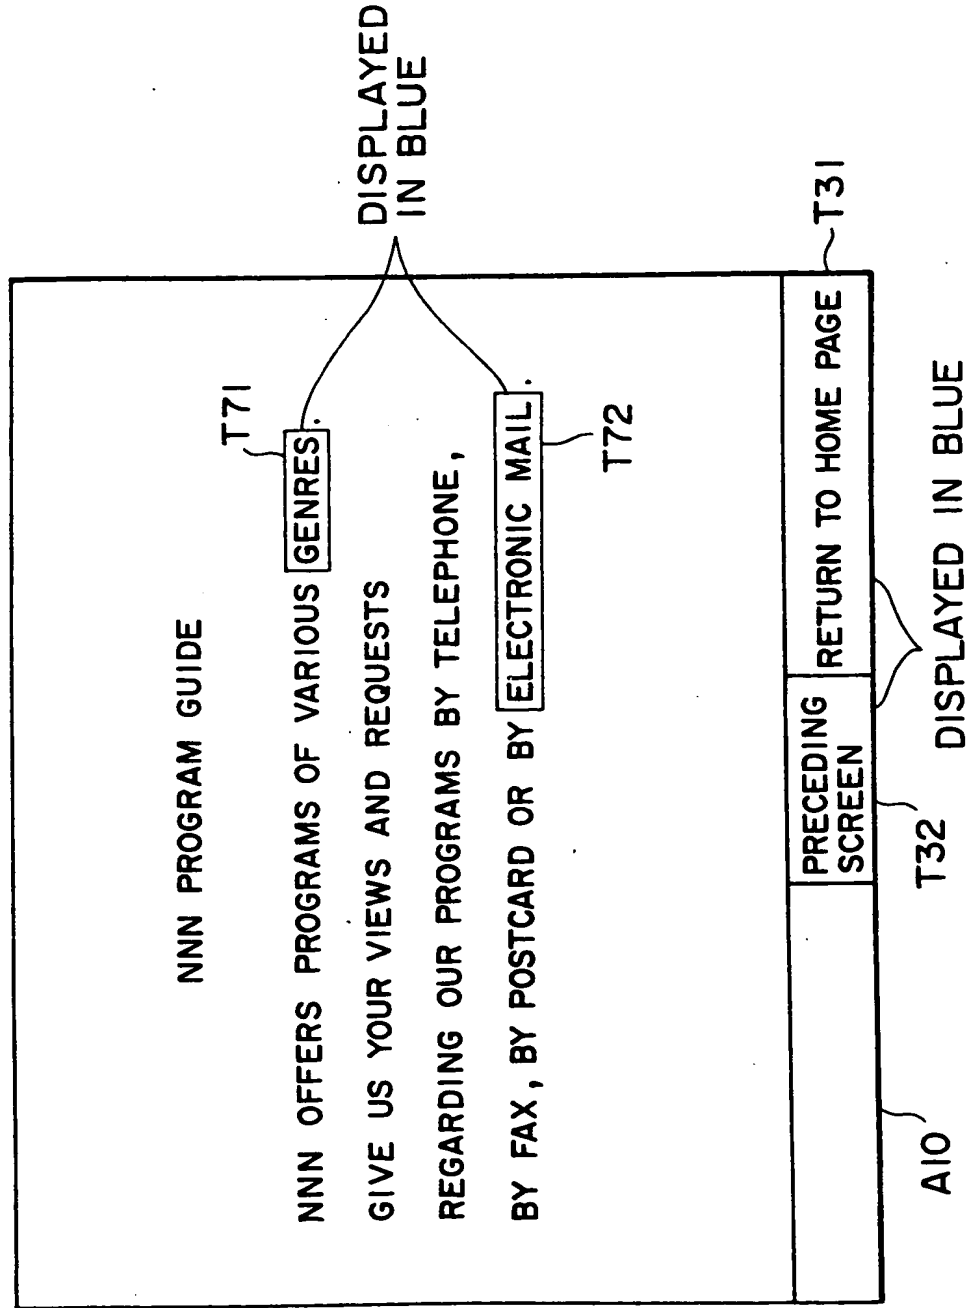 NNN PROGRAM GUIDE
T71
NNN OFFERS PROGRAMS OF VARIOUS GENRES.
GIVE US YOUR VIEWS AND REQUESTS
REGARDING OUR PROGRAMS BY TELEPHONE,
BY FAX, BY POSTCARD OR BY ELECTRONIC MAIL.
T72
DISPLAYED
IN BLUE
PRECEDING
SCREEN
RETURN TO HOME PAGE
T31
A10
T32
DISPLAYED IN BLUE